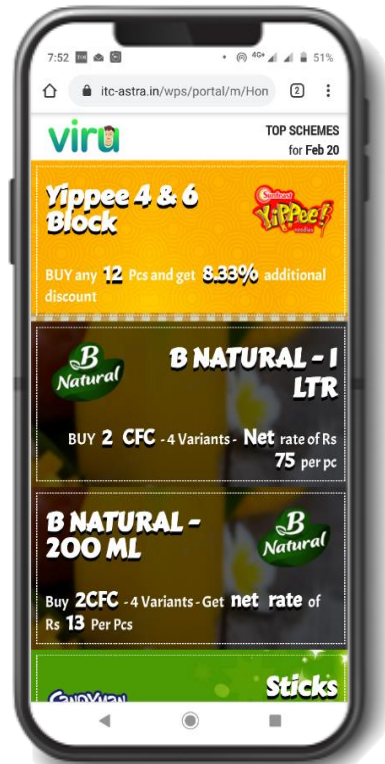 7:52
4G+ 51%
itc-astra.in/wps/portal/m/Hon
2
viru
TOP SCHEMES
for Feb 20
Yippee 4 & 6
Block
Sunfeast
YiPPee!
noodles
BUY any 12 Pcs and get 8.33% additional
discount
B
Natural
B NATURAL - 1
LTR
BUY 2 CFC - 4 Variants - Net rate of Rs
75 per pc
B NATURAL -
200 ML
B
Natural
Buy 2CFC - 4 Variants - Get net rate of
Rs 13 Per Pcs
Sticks
CANDYMAN